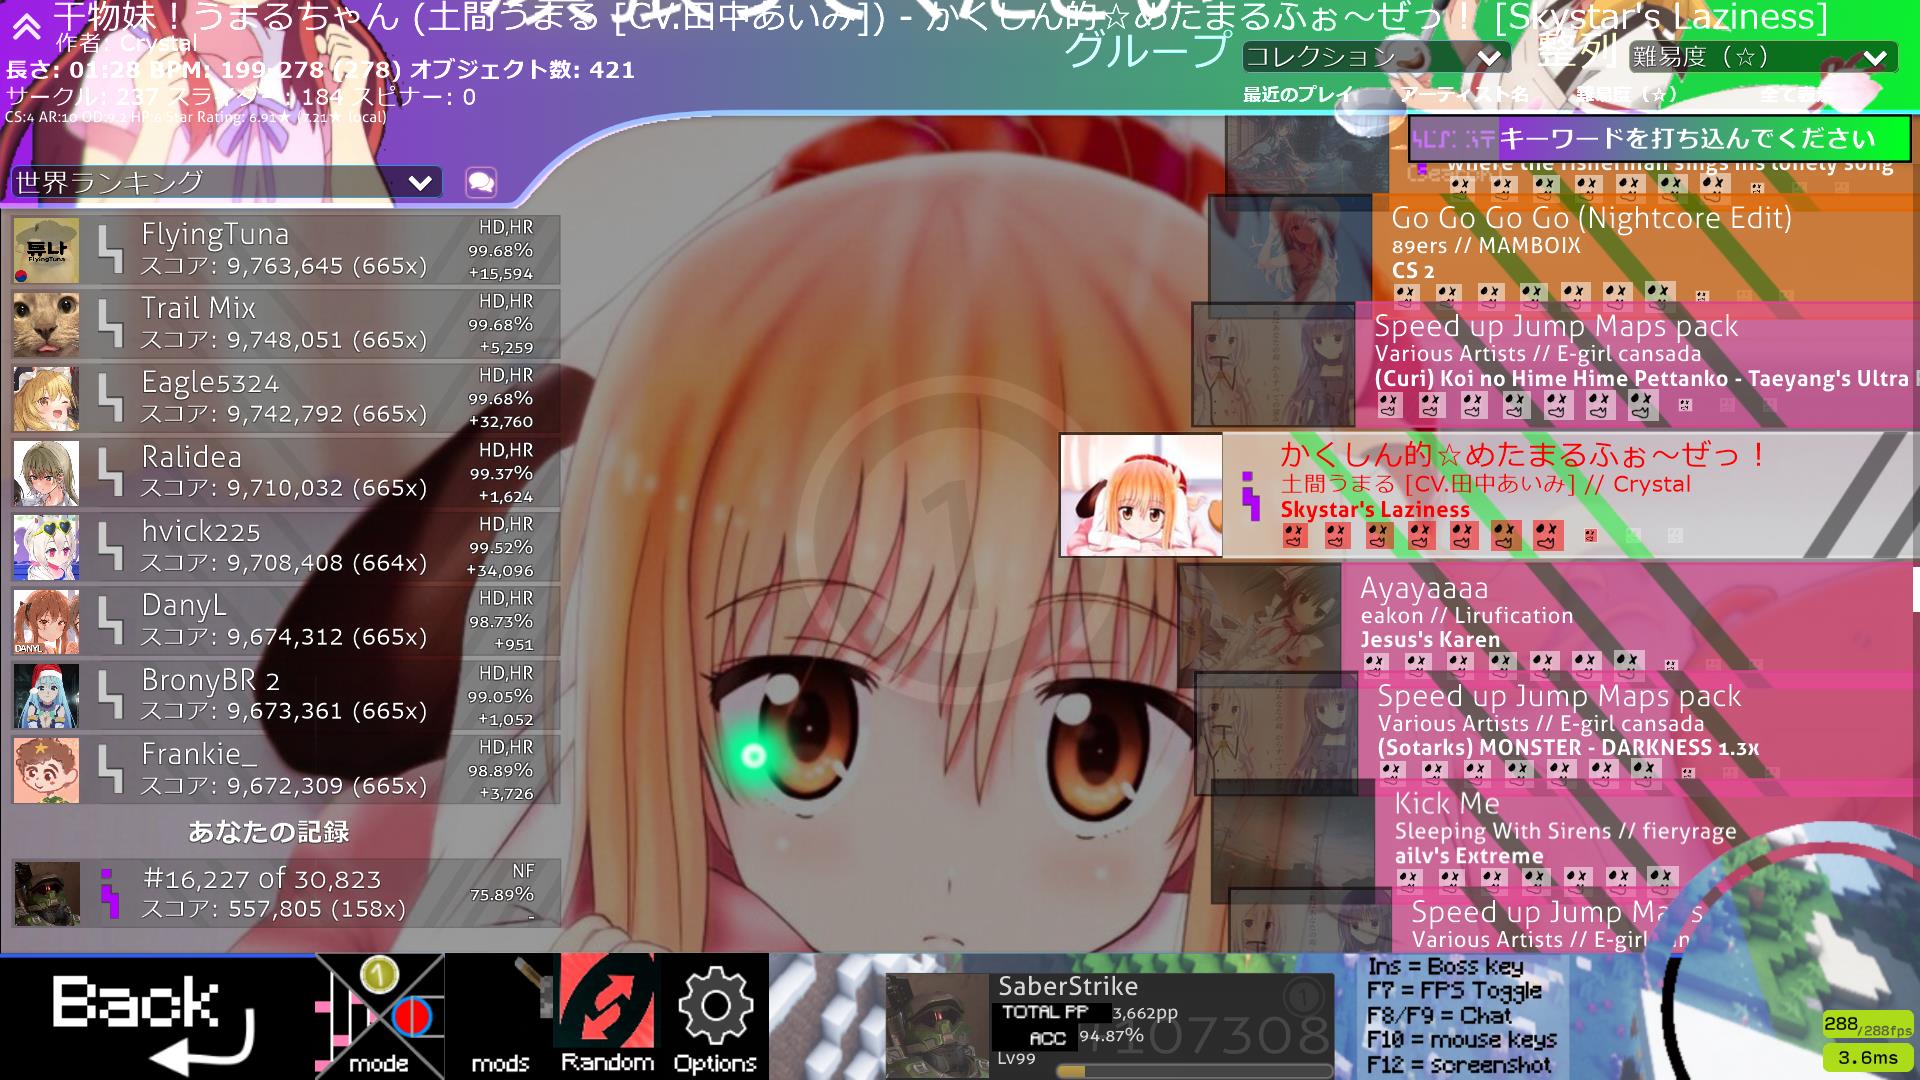 干物妹！うまるちゃん (土間うまる [CV.田中あいみ]) - かくしん的☆めたまるふぉ～ぜっ！ [Skystar's Laziness]
作者: Crystal
長さ: 01:28 BPM: 199-278 (278) オブジェクト数: 421
サークル: 237 スライダー: 184 スピナー: 0
CS:4 AR:10 OD:9.2 HP:6 Star Rating: 6.91★ (7.21★ local)
グループ
コレクション
整列
難易度（☆）
最近のプレイ
アーティスト名
難易度（☆）
全て表示
キーワードを打ち込んでください
世界ランキング
FlyingTuna
スコア: 9,763,645 (665x)
HD,HR
99.68%
+15,594
Trail Mix
スコア: 9,748,051 (665x)
HD,HR
99.68%
+5,259
Eagle5324
スコア: 9,742,792 (665x)
HD,HR
99.68%
+32,760
Ralidea
スコア: 9,710,032 (665x)
HD,HR
99.37%
+1,624
hvick225
スコア: 9,708,408 (664x)
HD,HR
99.52%
+34,096
DanyL
スコア: 9,674,312 (665x)
HD,HR
98.73%
+951
DANYL
BronyBR 2
スコア: 9,673,361 (665x)
HD,HR
99.05%
+1,052
Frankie_
スコア: 9,672,309 (665x)
HD,HR
98.89%
+3,726
あなたの記録
#16,227 of 30,823
スコア: 557,805 (158x)
NF
75.89%
-
where the fisherman sings his lonely song
Go Go Go Go (Nightcore Edit)
89ers // MAMBOIX
CS 2
Speed up Jump Maps pack
Various Artists // E-girl cansada
(Curi) Koi no Hime Hime Pettanko - Taeyang's Ultra
かくしん的☆めたまるふぉ～ぜっ！
土間うまる [CV.田中あいみ] // Crystal
Skystar's Laziness
Ayayaaaa
eakon // Lirufication
Jesus's Karen
Speed up Jump Maps pack
Various Artists // E-girl cansada
(Sotarks) MONSTER - DARKNESS 1.3x
Kick Me
Sleeping With Sirens // fieryrage
ailv's Extreme
Speed up Jump Maps
Various Artists // E-girl
Back
mode
mods
Random
Options
SaberStrike
TOTAL PP 3,662pp
ACC 94.87%
Lv99
#107308
Ins = Boss key
F7 = FPS Toggle
F8/F9 = Chat
F10 = mouse keys
F12 = screenshot
288/288fps
3.6ms